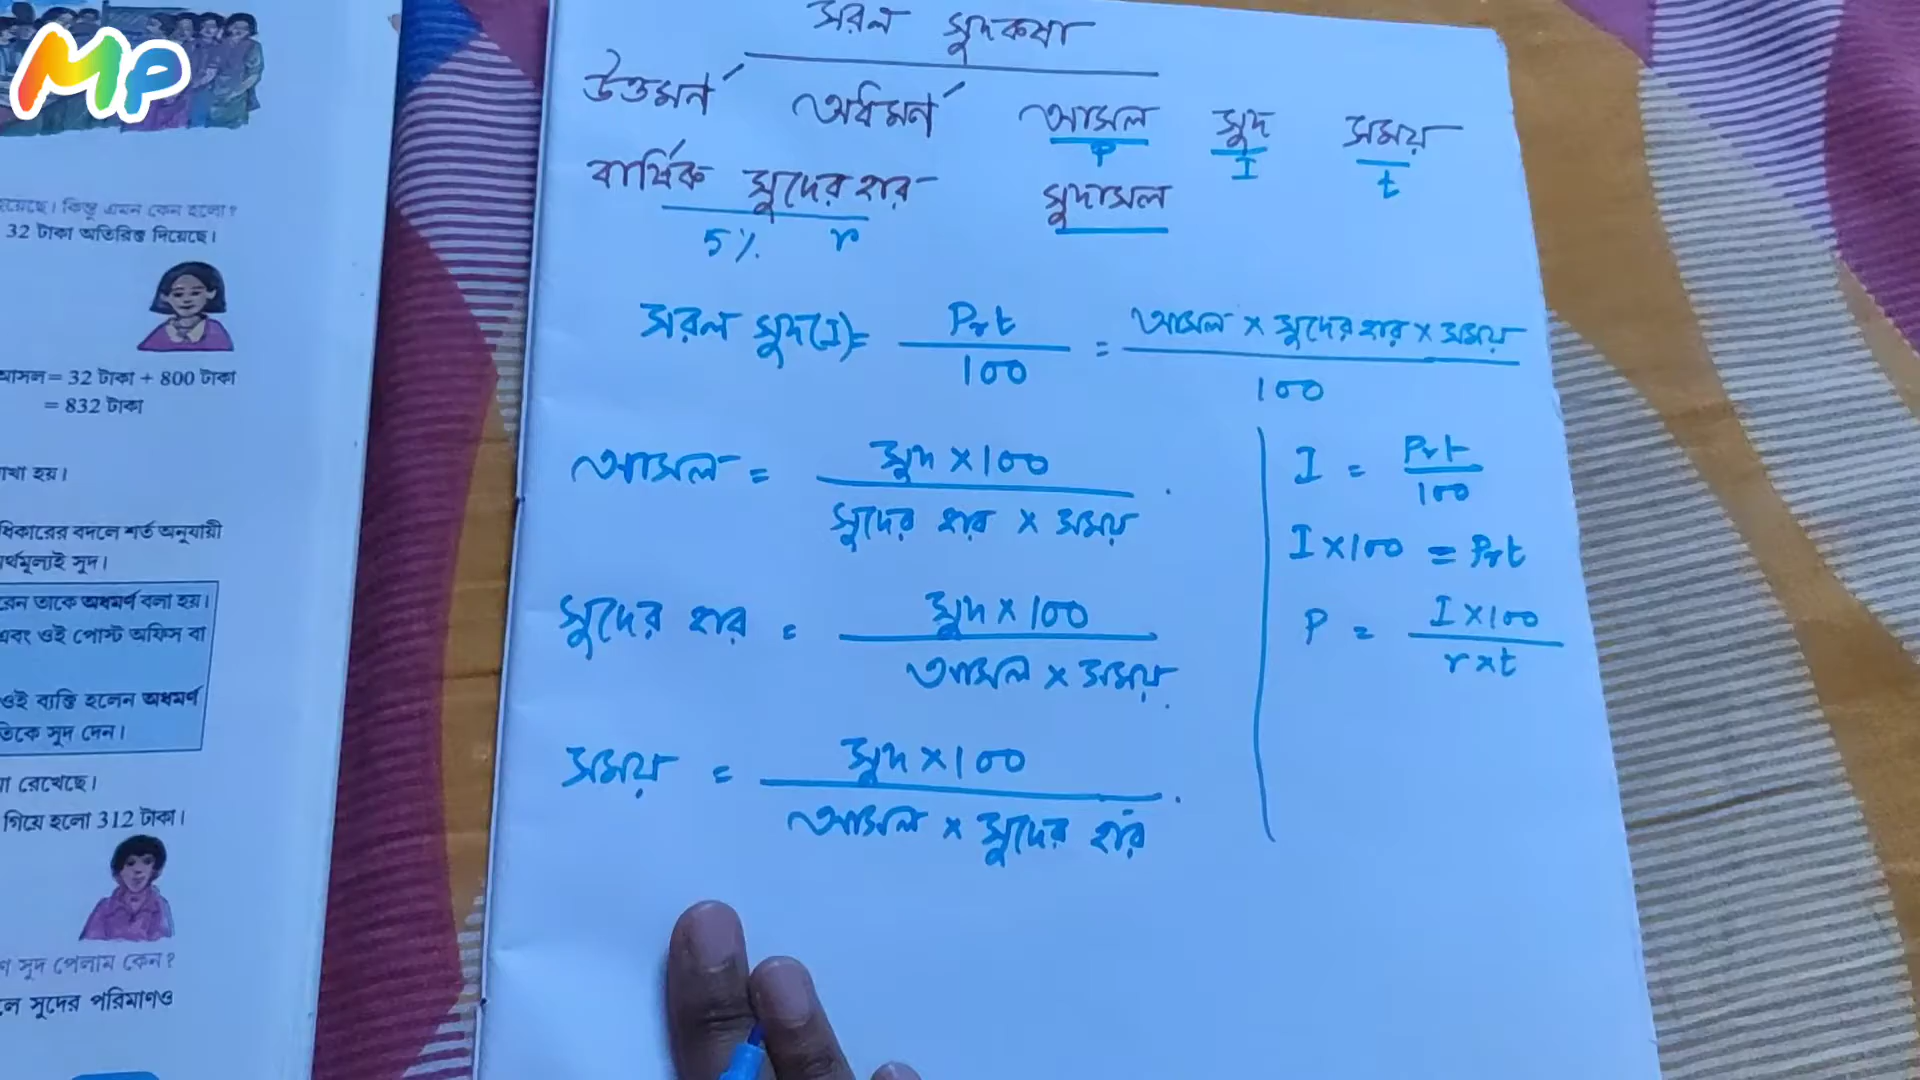 MP
হয়েছে। কিন্তু এমন কেন হলো?
32 টাকা অতিরিক্ত দিয়েছে।
আসল = 32 টাকা + 800 টাকা
= 832 টাকা
হয়।
বদলে শর্ত অনুযায়ী
সুদ।
তাকে অধমর্ণ বলা হয়।
এবং ওই পোস্ট অফিস বা
ওই ব্যক্তি হলেন অধমর্ণ
সুদ দেন।
রেখেছে।
গিয়ে হলো 312 টাকা।
সুদ পেলাম কেন?
সুদের পরিমাণও
সরল সুদকষা
উত্তমর্ণ অধমর্ণ আসল সুদ সময়
P I t
বার্ষিক সুদের হার সুদাসল
5% r
সরল সুদ(I) = Prt / 100 = আসল × সুদের হার × সময় / 100
আসল = সুদ × 100 / সুদের হার × সময়
সুদের হার = সুদ × 100 / আসল × সময়
সময় = সুদ × 100 / আসল × সুদের হার
I = Prt / 100
I × 100 = Prt
P = I × 100 / r × t